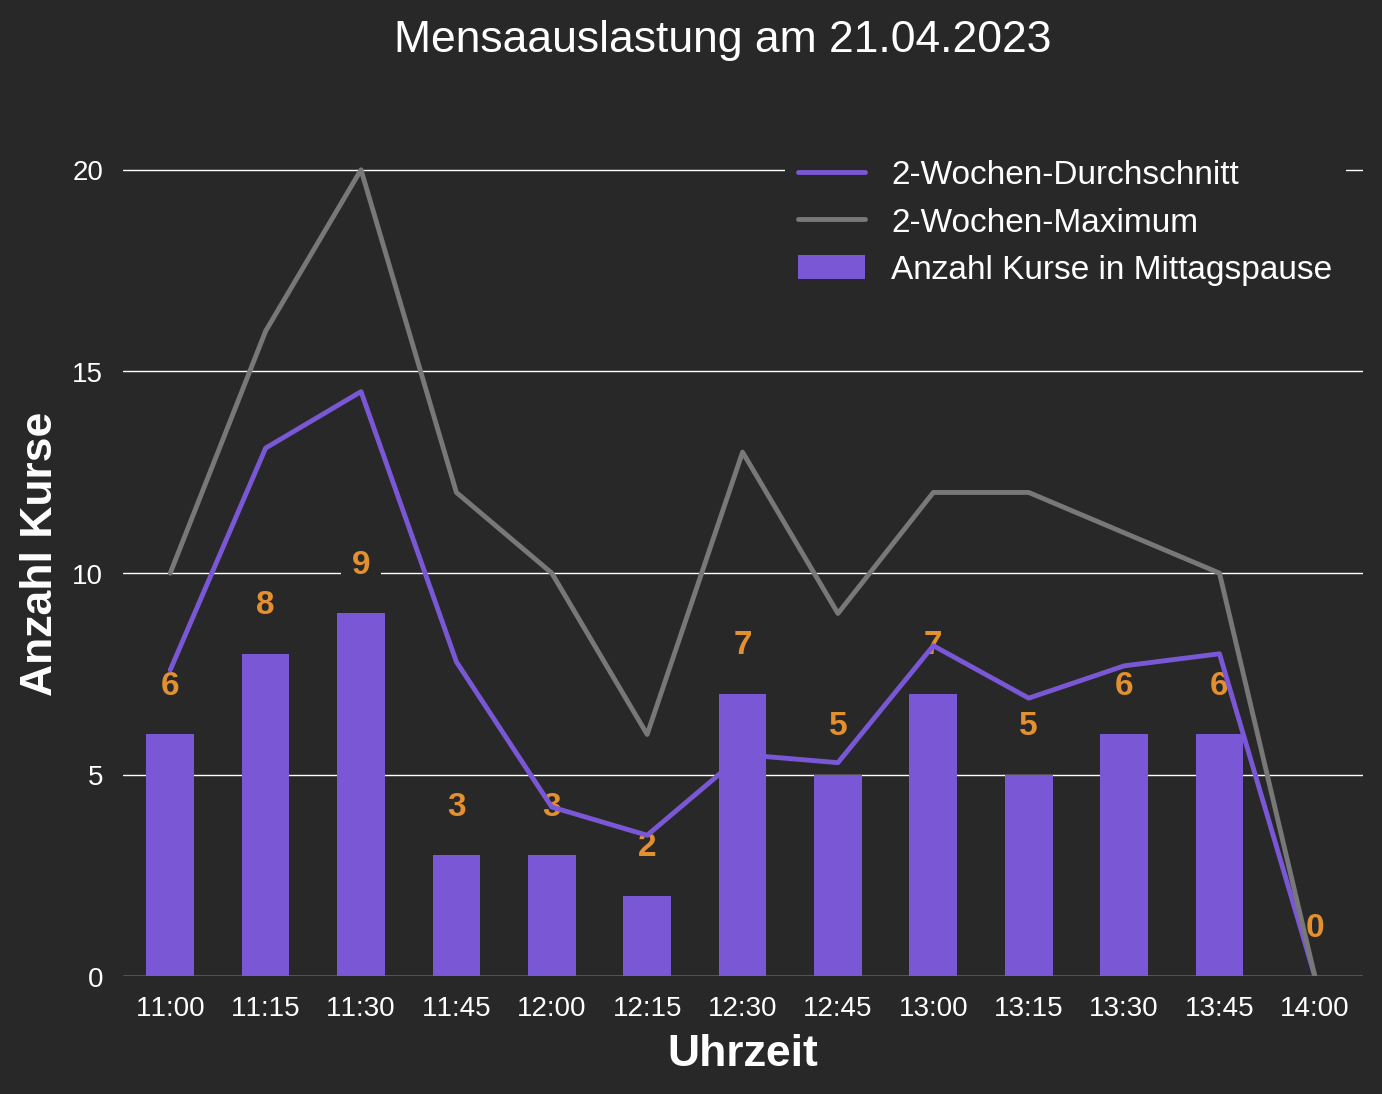 Mensaauslastung am 21.04.2023
2-Wochen-Durchschnitt
2-Wochen-Maximum
Anzahl Kurse in Mittagspause
Anzahl Kurse
20
15
10
5
0
6
8
9
3
3
2
7
5
7
5
6
6
0
11:00 11:15 11:30 11:45 12:00 12:15 12:30 12:45 13:00 13:15 13:30 13:45 14:00
Uhrzeit